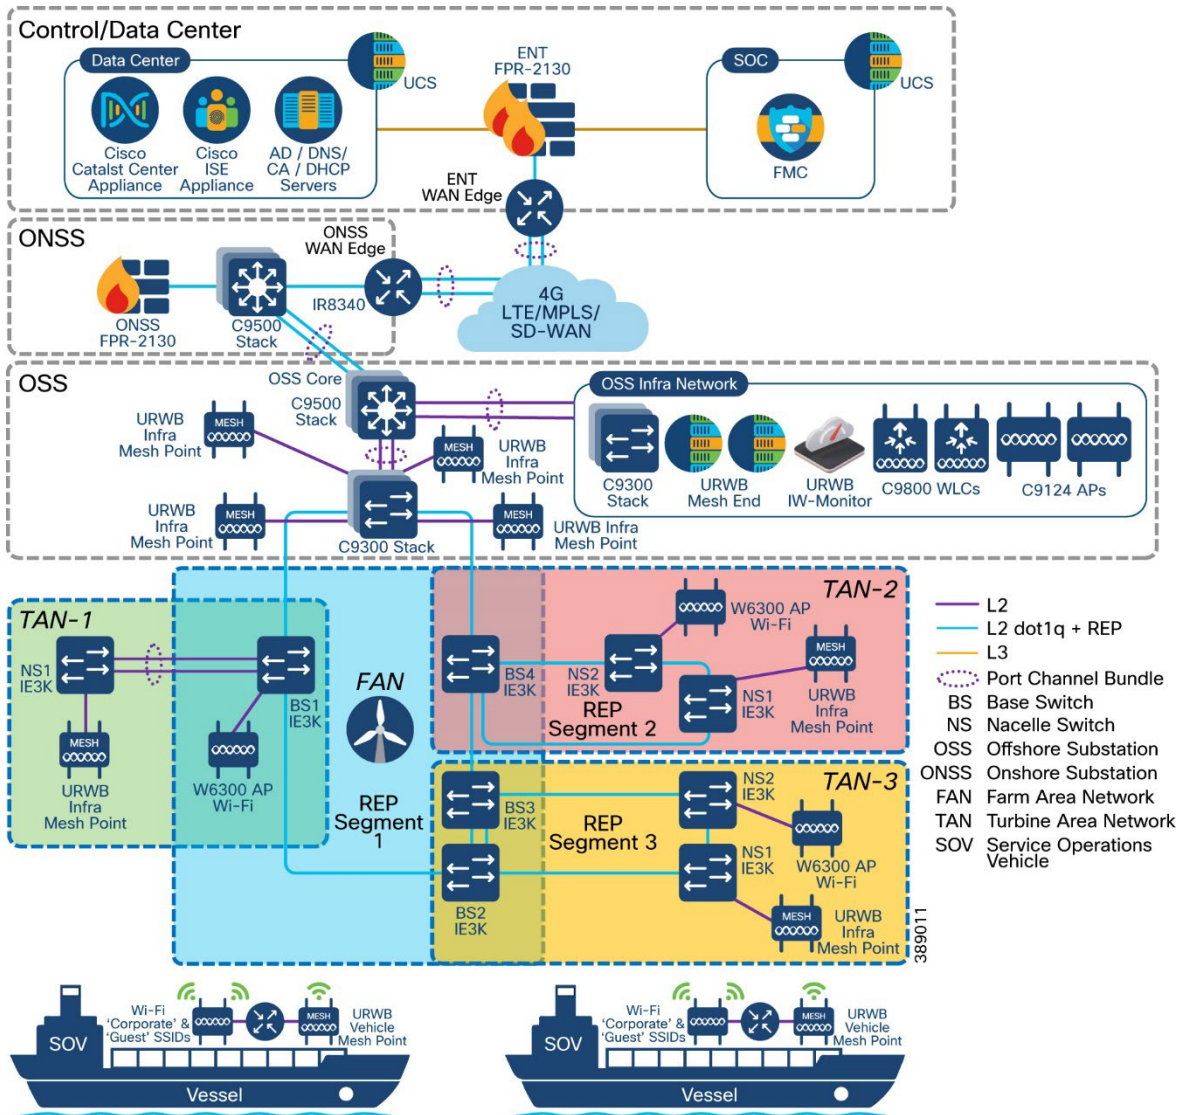 Control/Data Center
Data Center
UCS
Cisco
Catalst Center
Appliance
Cisco
ISE
Appliance
AD / DNS/
CA / DHCP
Servers
ENT
FPR-2130
SOC
UCS
FMC
ENT
WAN Edge
ONSS
ONSS
WAN Edge
ONSS
FPR-2130
C9500
Stack
IR8340
4G
LTE/MPLS/
SD-WAN
OSS
OSS Core
C9500
Stack
URWB
Infra
Mesh Point
MESH
MESH
URWB
Infra
Mesh Point
URWB
Infra
Mesh Point
MESH
C9300 Stack
MESH
URWB Infra
Mesh Point
OSS Infra Network
C9300
Stack
URWB
Mesh End
URWB
IW-Monitor
C9800 WLCs
C9124 APs
TAN-1
NS1
IE3K
BS1
IE3K
MESH
URWB
Infra
Mesh Point
W6300 AP
Wi-Fi
FAN
REP
Segment
1
TAN-2
W6300 AP
Wi-Fi
BS4
IE3K
NS2
IE3K
NS1
IE3K
MESH
URWB
Infra
Mesh Point
REP
Segment 2
TAN-3
BS3
IE3K
NS2
IE3K
REP
Segment 3
W6300 AP
Wi-Fi
BS2
IE3K
NS1
IE3K
MESH
URWB
Infra
Mesh Point
L2
L2 dot1q + REP
L3
Port Channel Bundle
BS Base Switch
NS Nacelle Switch
OSS Offshore Substation
ONSS Onshore Substation
FAN Farm Area Network
TAN Turbine Area Network
SOV Service Operations
Vehicle
389011
SOV
Wi-Fi
'Corporate' &
'Guest' SSIDs
MESH
URWB
Vehicle
Mesh Point
Vessel
SOV
Wi-Fi
'Corporate' &
'Guest' SSIDs
MESH
URWB
Vehicle
Mesh Point
Vessel